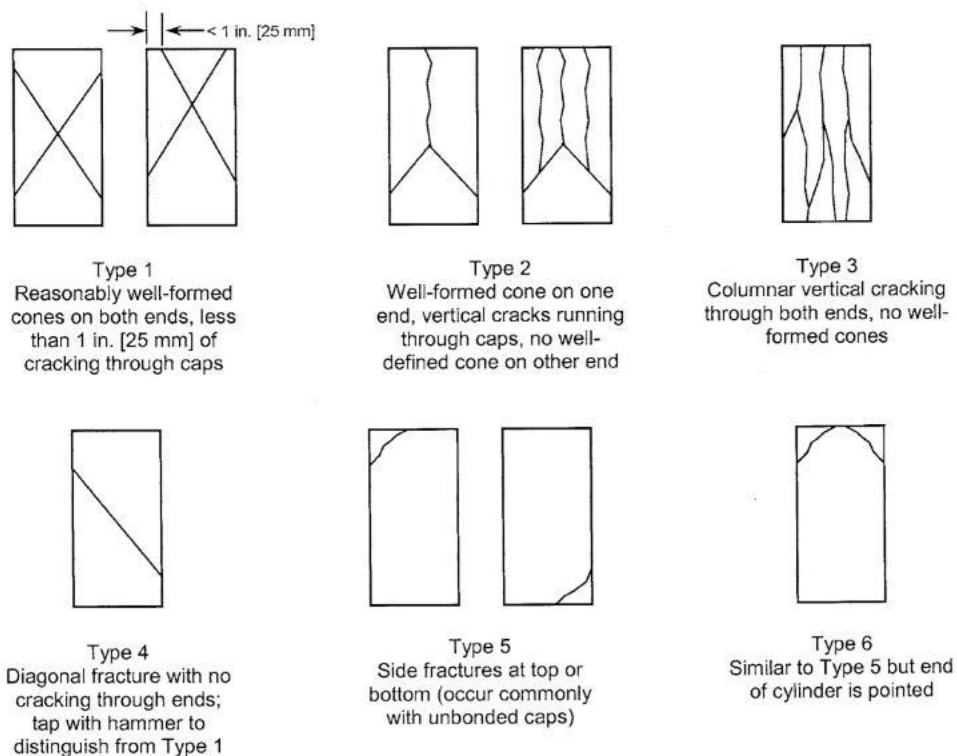 < 1 in. [25 mm]
Type 1
Reasonably well-formed
cones on both ends, less
than 1 in. [25 mm] of
cracking through caps
Type 2
Well-formed cone on one
end, vertical cracks running
through caps, no well-
defined cone on other end
Type 3
Columnar vertical cracking
through both ends, no well-
formed cones
Type 4
Diagonal fracture with no
cracking through ends;
tap with hammer to
distinguish from Type 1
Type 5
Side fractures at top or
bottom (occur commonly
with unbonded caps)
Type 6
Similar to Type 5 but end
of cylinder is pointed